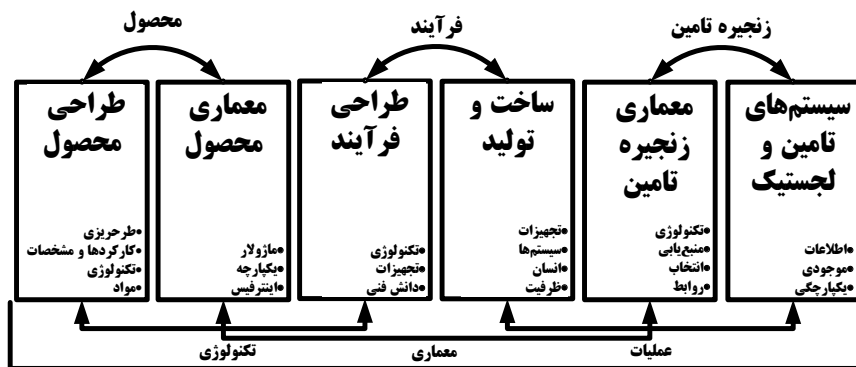 زنجیره تامین
فرآیند
محصول
سیستم‌های
تامین و
لجستیک
•اطلاعات
•موجودی
•یکپارچگی
معماری
زنجیره
تامین
•تکنولوژی
•منبع‌یابی
•انتخاب
•روابط
ساخت و
تولید
•تجهیزات
•سیستم‌ها
•انسان
•ظرفیت
طراحی
فرآیند
•تکنولوژی
•تجهیزات
•دانش فنی
معماری
محصول
•ماژولار
•یکپارچه
•اینترفیس
طراحی
محصول
•طرحریزی
•کارکردها و مشخصات
•تکنولوژی
•مواد
عملیات
معماری
تکنولوژی